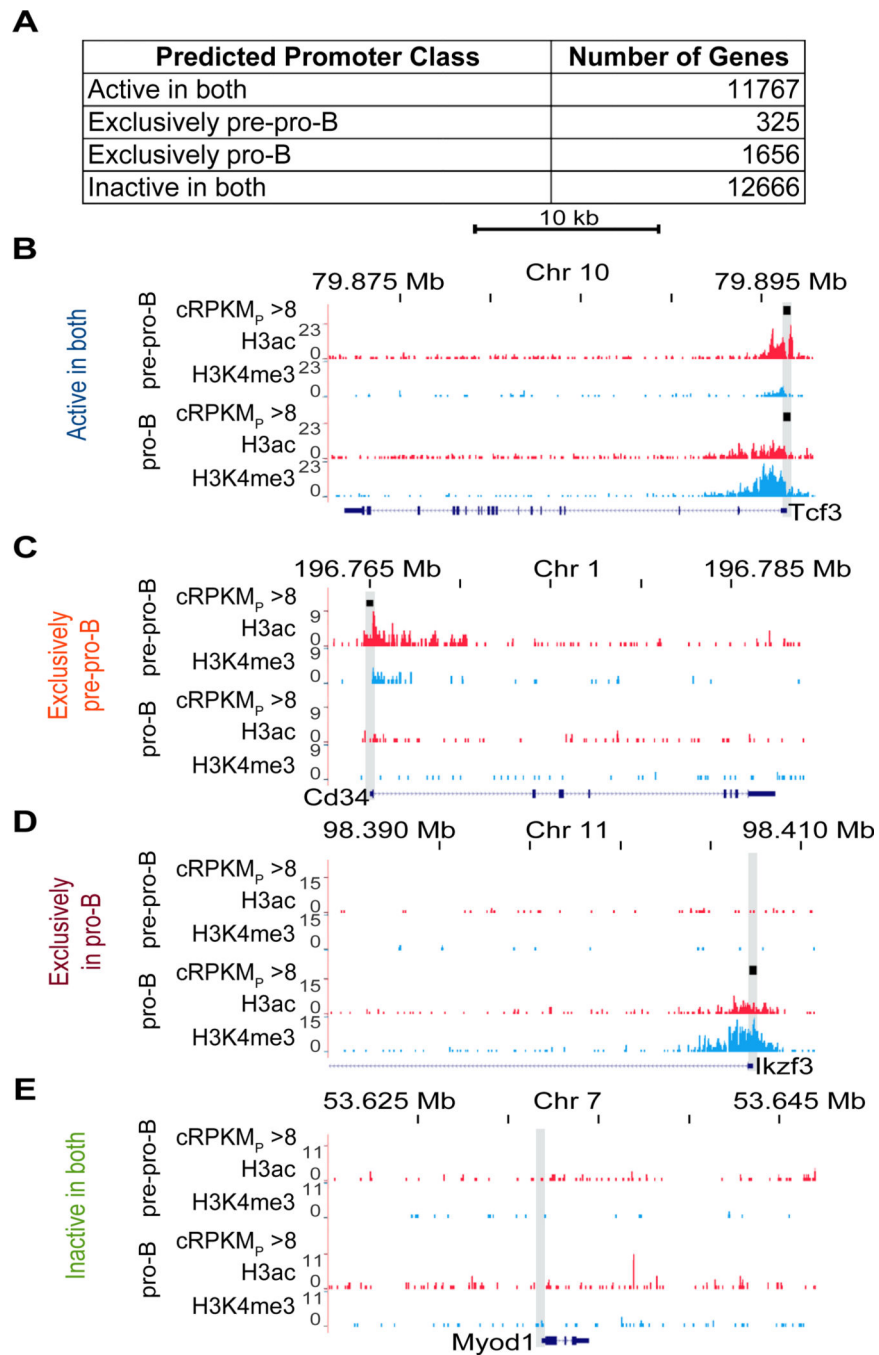 A
Predicted Promoter Class Number of Genes
Active in both 11767
Exclusively pre-pro-B 325
Exclusively pro-B 1656
Inactive in both 12666
10 kb
B
79.875 Mb Chr 10 79.895 Mb
Active in both
pre-pro-B
cRPKMP >8
H3ac 23 0
H3K4me3 23 0
pro-B
cRPKMP >8
H3ac 23 0
H3K4me3 23 0
Tcf3
C
196.765 Mb Chr 1 196.785 Mb
Exclusively
pre-pro-B
pre-pro-B
cRPKMP >8
H3ac 9 0
H3K4me3 9 0
pro-B
cRPKMP >8
H3ac 9 0
H3K4me3 9 0
Cd34
D
98.390 Mb Chr 11 98.410 Mb
Exclusively
in pro-B
pre-pro-B
cRPKMP >8
H3ac 15 0
H3K4me3 15 0
pro-B
cRPKMP >8
H3ac 15 0
H3K4me3 15 0
Ikzf3
E
53.625 Mb Chr 7 53.645 Mb
Inactive in both
pre-pro-B
cRPKMP >8
H3ac 11 0
H3K4me3 11 0
pro-B
cRPKMP >8
H3ac 11 0
H3K4me3 11 0
Myod1